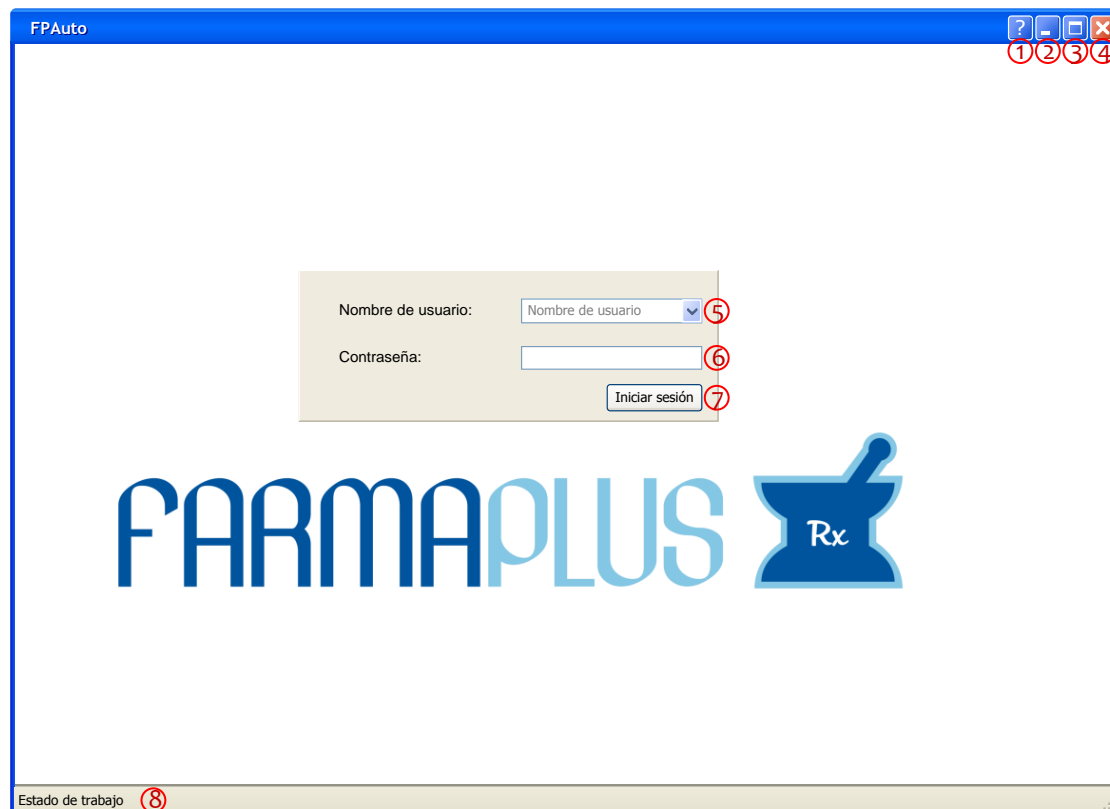 FPAuto ?
1 2 3 4
Nombre de usuario: Nombre de usuario 5
Contraseña: 6
Iniciar sesión 7
FARMAPLUS Rx
Estado de trabajo 8